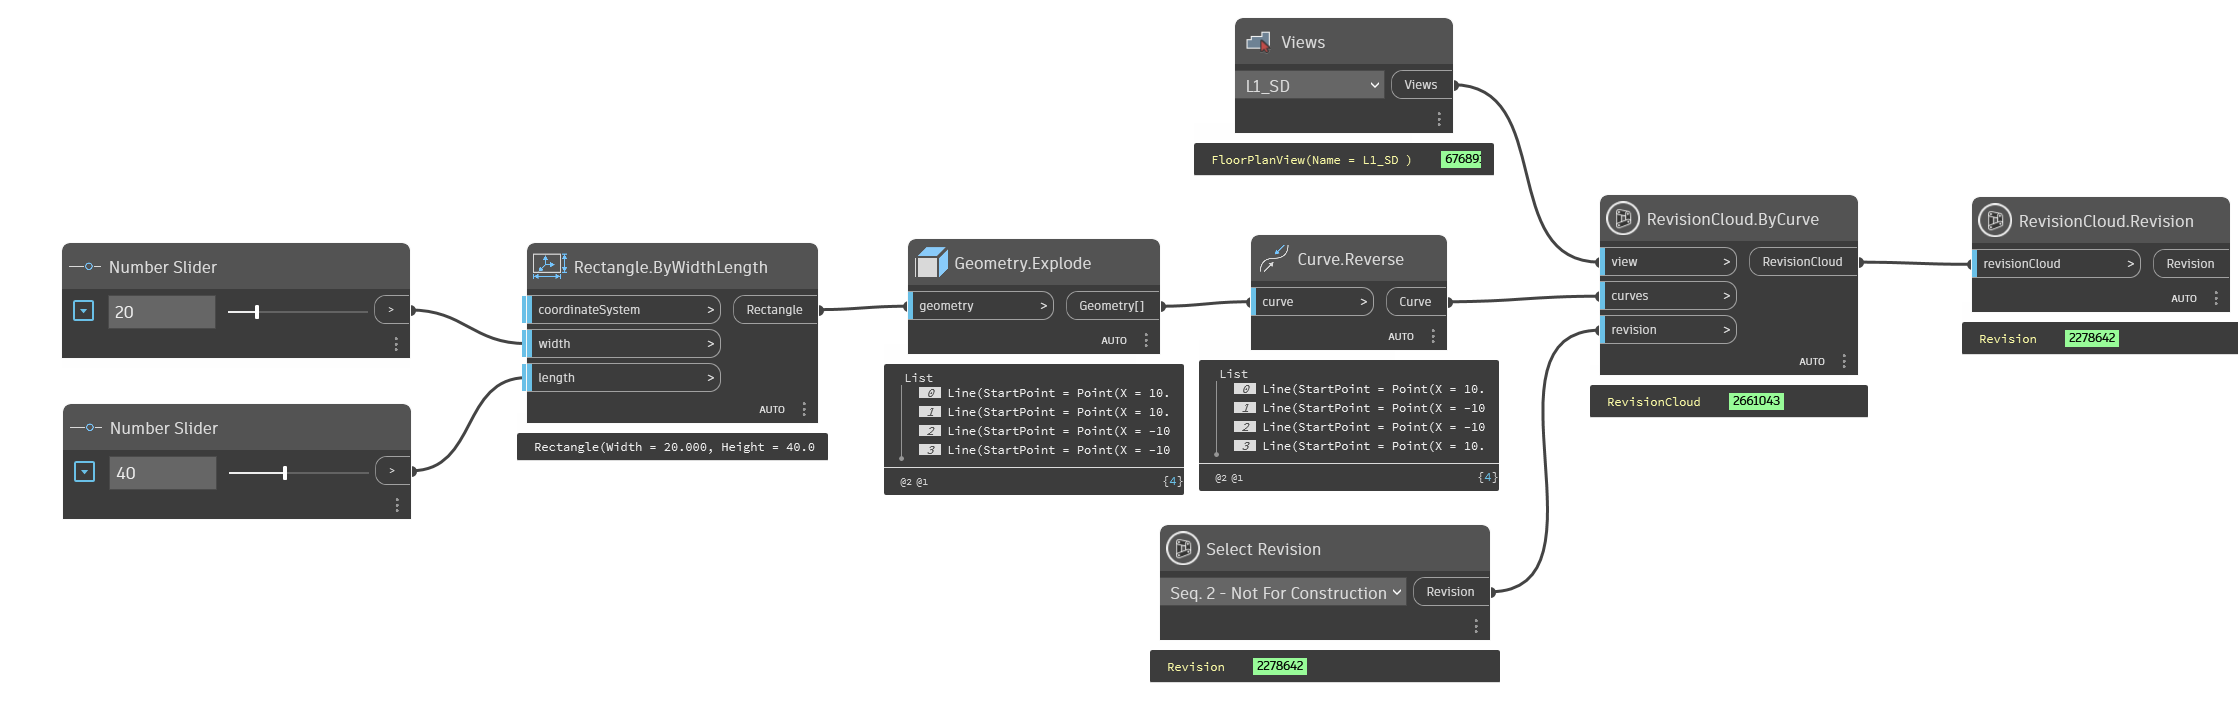 Views
L1_SD
Views
FloorPlanView(Name = L1_SD ) 67689
Number Slider
20
>
Number Slider
40
>
Rectangle.ByWidthLength
coordinateSystem >
Rectangle
width >
length >
AUTO
Rectangle(Width = 20.000, Height = 40.0
Geometry.Explode
geometry >
Geometry[]
AUTO
List
0 Line(StartPoint = Point(X = 10.
1 Line(StartPoint = Point(X = 10.
2 Line(StartPoint = Point(X = -10
3 Line(StartPoint = Point(X = -10
@2 @1 {4}
Curve.Reverse
curve >
Curve
AUTO
List
0 Line(StartPoint = Point(X = 10.
1 Line(StartPoint = Point(X = -10
2 Line(StartPoint = Point(X = -10
3 Line(StartPoint = Point(X = 10.
@2 @1 {4}
Select Revision
Seq. 2 - Not For Construction
Revision
Revision 2278642
RevisionCloud.ByCurve
view >
RevisionCloud
curves >
revision >
AUTO
RevisionCloud 2661043
RevisionCloud.Revision
revisionCloud >
Revision
AUTO
Revision 2278642